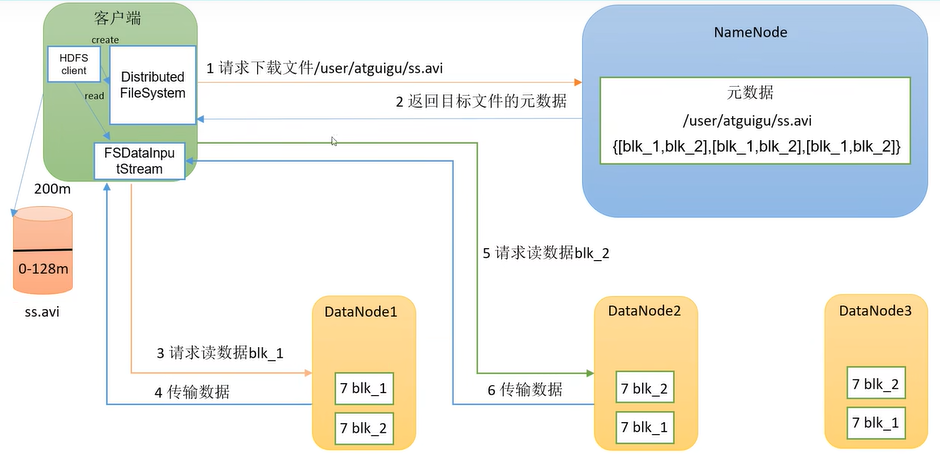 客户端
create
HDFS
client
Distributed
FileSystem
read
FSDataInpu
tStream
1 请求下载文件/user/atguigu/ss.avi
2 返回目标文件的元数据
NameNode
元数据
/user/atguigu/ss.avi
{[blk_1,blk_2],[blk_1,blk_2],[blk_1,blk_2]}
200m
0-128m
ss.avi
3 请求读数据blk_1
4 传输数据
5 请求读数据blk_2
6 传输数据
DataNode1
7 blk_1
7 blk_2
DataNode2
7 blk_2
7 blk_1
DataNode3
7 blk_2
7 blk_1